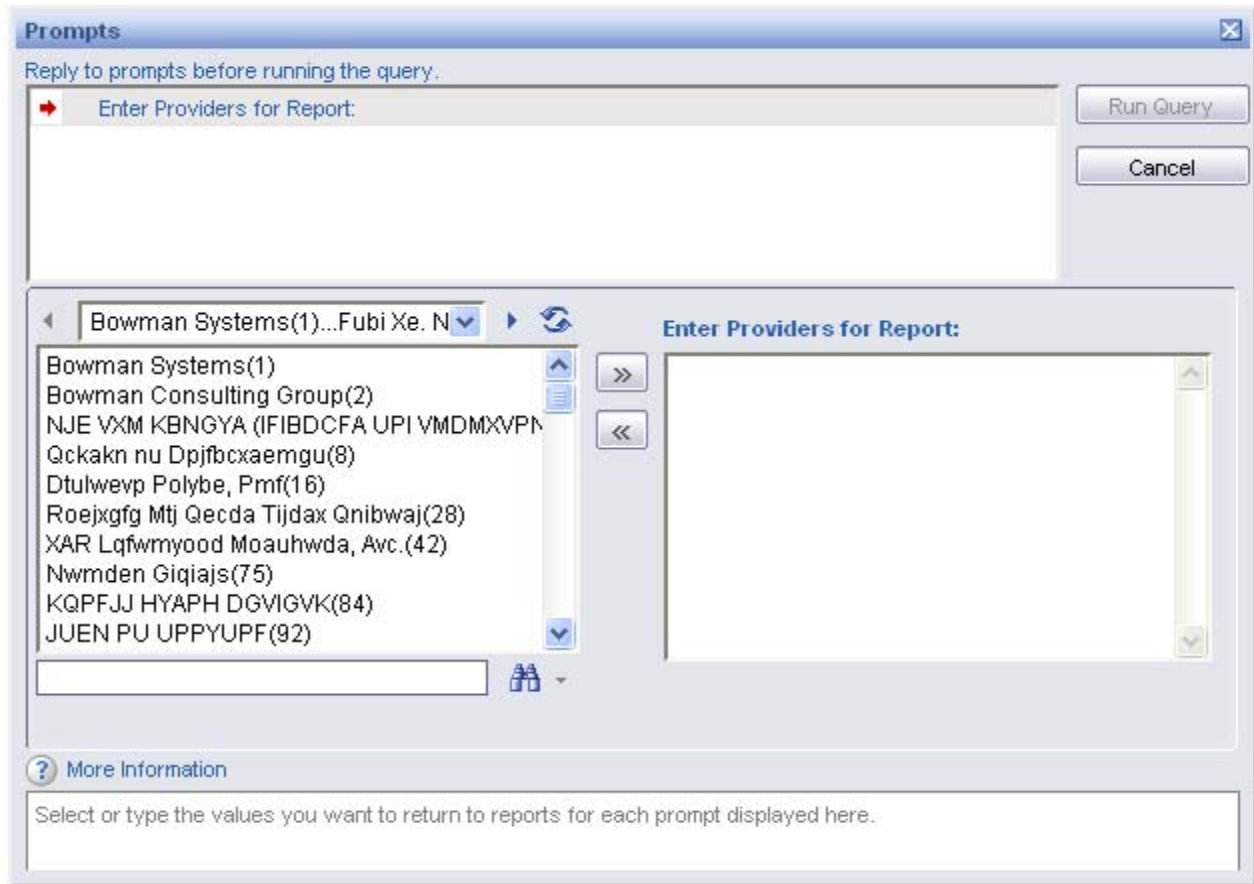 Prompts
Reply to prompts before running the query.
Enter Providers for Report:
Run Query
Cancel
Bowman Systems(1)...Fubi Xe. N
Enter Providers for Report:
Bowman Systems(1)
Bowman Consulting Group(2)
NJE VXM KBNGYA (IFIBDCFA UPI VMDMXVPN
Qckakn nu Dpjfbcxaemgu(8)
Dtulwevp Polybe, Pmf(16)
Roejxgfg Mtj Qecda Tijdax Qnibwaj(28)
XAR Lqfwmyood Moauhwda, Avc.(42)
Nwmden Giqiajs(75)
KQPFJJ HYAPH DGVIGVK(84)
JUEN PU UPPYUPF(92)
More Information
Select or type the values you want to return to reports for each prompt displayed here.